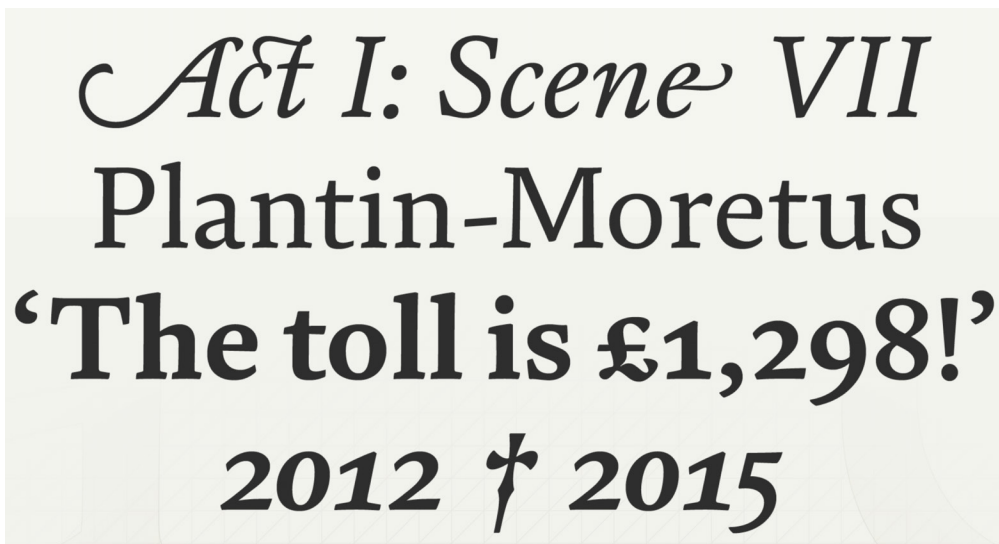 Act I: Scene VII
Plantin-Moretus
‘The toll is £1,298!’
2012 † 2015